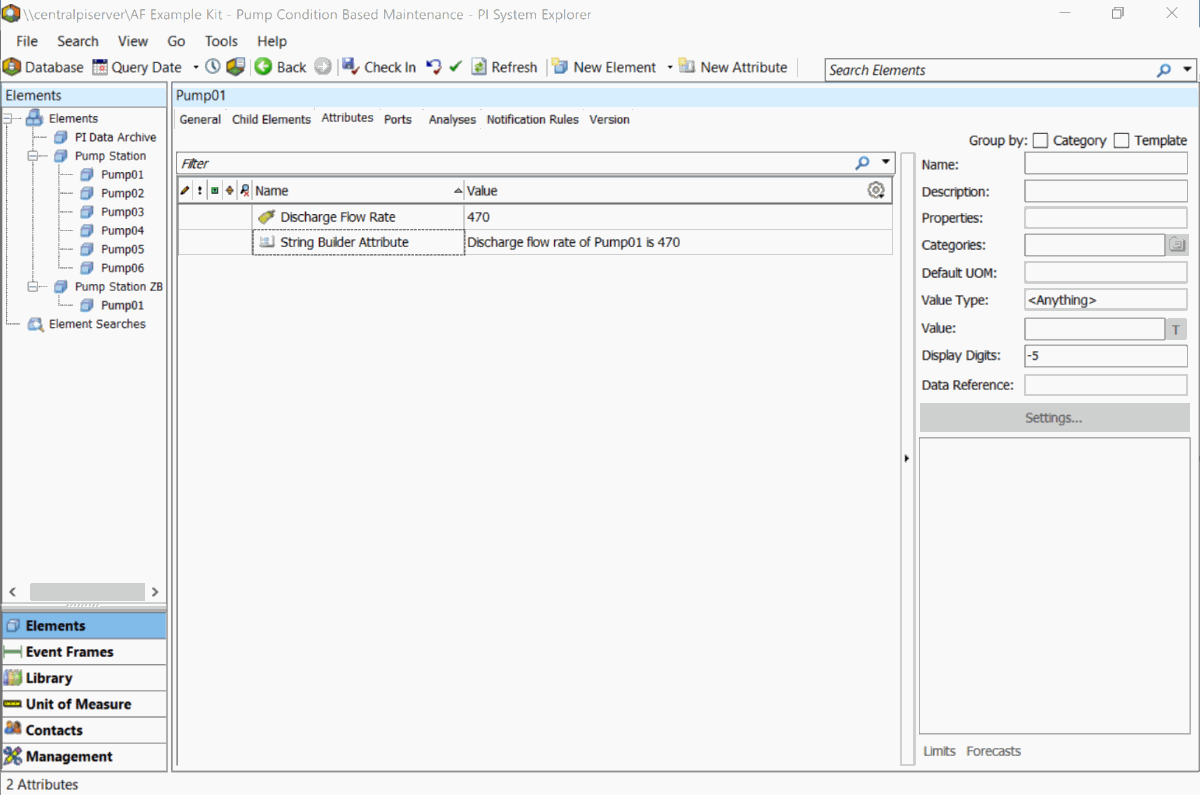 \\centralpiserver\AF Example Kit - Pump Condition Based Maintenance - PI System Explorer
File Search View Go Tools Help
Database Query Date Back Check In Refresh New Element New Attribute Search Elements
Elements
Elements
PI Data Archive
Pump Station
Pump01
Pump02
Pump03
Pump04
Pump05
Pump06
Pump Station ZB
Pump01
Element Searches
Elements
Event Frames
Library
Unit of Measure
Contacts
Management
Pump01
General Child Elements Attributes Ports Analyses Notification Rules Version
Filter
Name Value
Discharge Flow Rate 470
String Builder Attribute Discharge flow rate of Pump01 is 470
Group by: Category Template
Name:
Description:
Properties:
Categories:
Default UOM:
Value Type: <Anything>
Value: T
Display Digits: -5
Data Reference:
Settings...
Limits Forecasts
2 Attributes